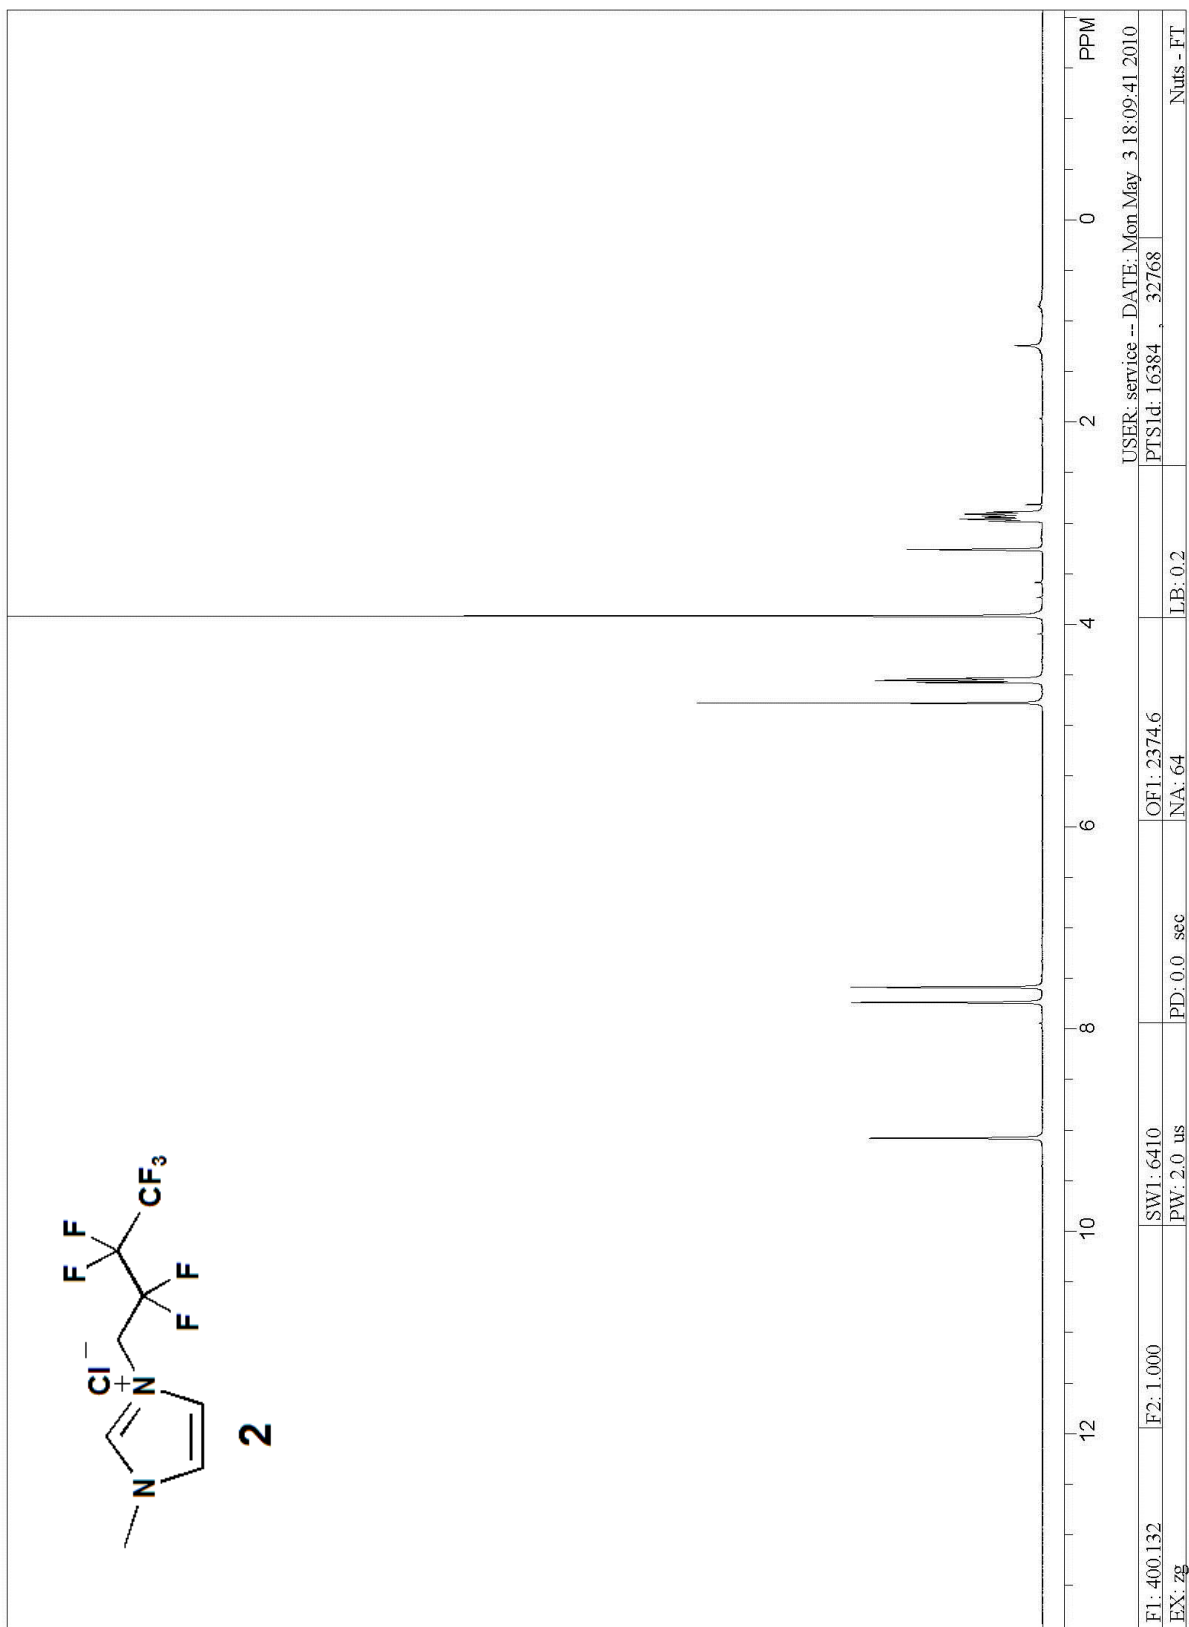 N
N
+
Cl
−
F
F
F
F
CF₃
2
12
10
8
6
4
2
0
PPM
USER: service -- DATE: Mon May 3 18:09:41 2010
F1: 400.132
F2: 1.000
SW1: 6410
OF1: 2374.6
PTS1d: 16384 , 32768
EX: zg
PW: 2.0 us
PD: 0.0 sec
NA: 64
LB: 0.2
Nuts - FT